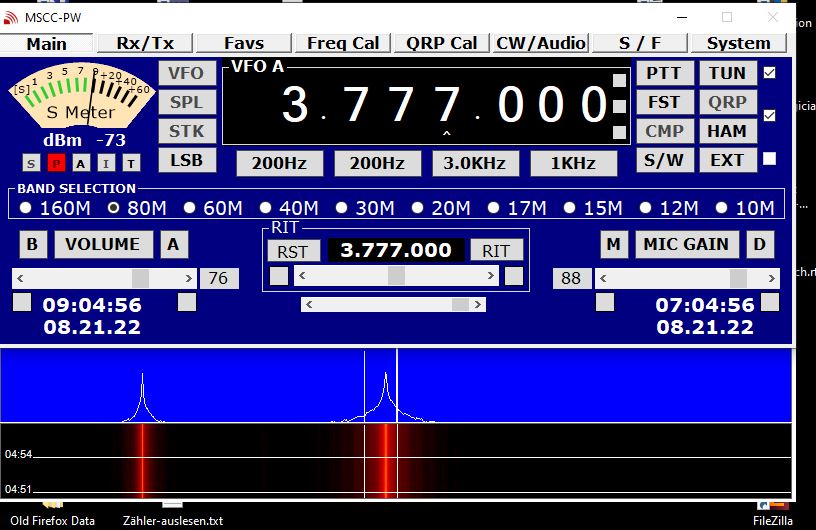 MSCC-PW
ion
Main Rx/Tx Favs Freq Cal QRP Cal CW/Audio S / F System
[S] 1 3 5 7 9 +20 +40 +60
S Meter
dBm -73
S P A I T
VFO
SPL
STK
LSB
VFO A
3.777.000
^
200Hz 200Hz 3.0KHz 1KHz
PTT TUN
FST QRP
CMP HAM
S/W EXT
gicia
...
BAND SELECTION
160M 80M 60M 40M 30M 20M 17M 15M 12M 10M
B VOLUME A
RIT
RST 3.777.000 RIT
M MIC GAIN D
76
88
ch.rt
09:04:56
08.21.22
07:04:56
08.21.22
04:54
04:51
Old Firefox Data Zähler-auslesen.txt FileZilla